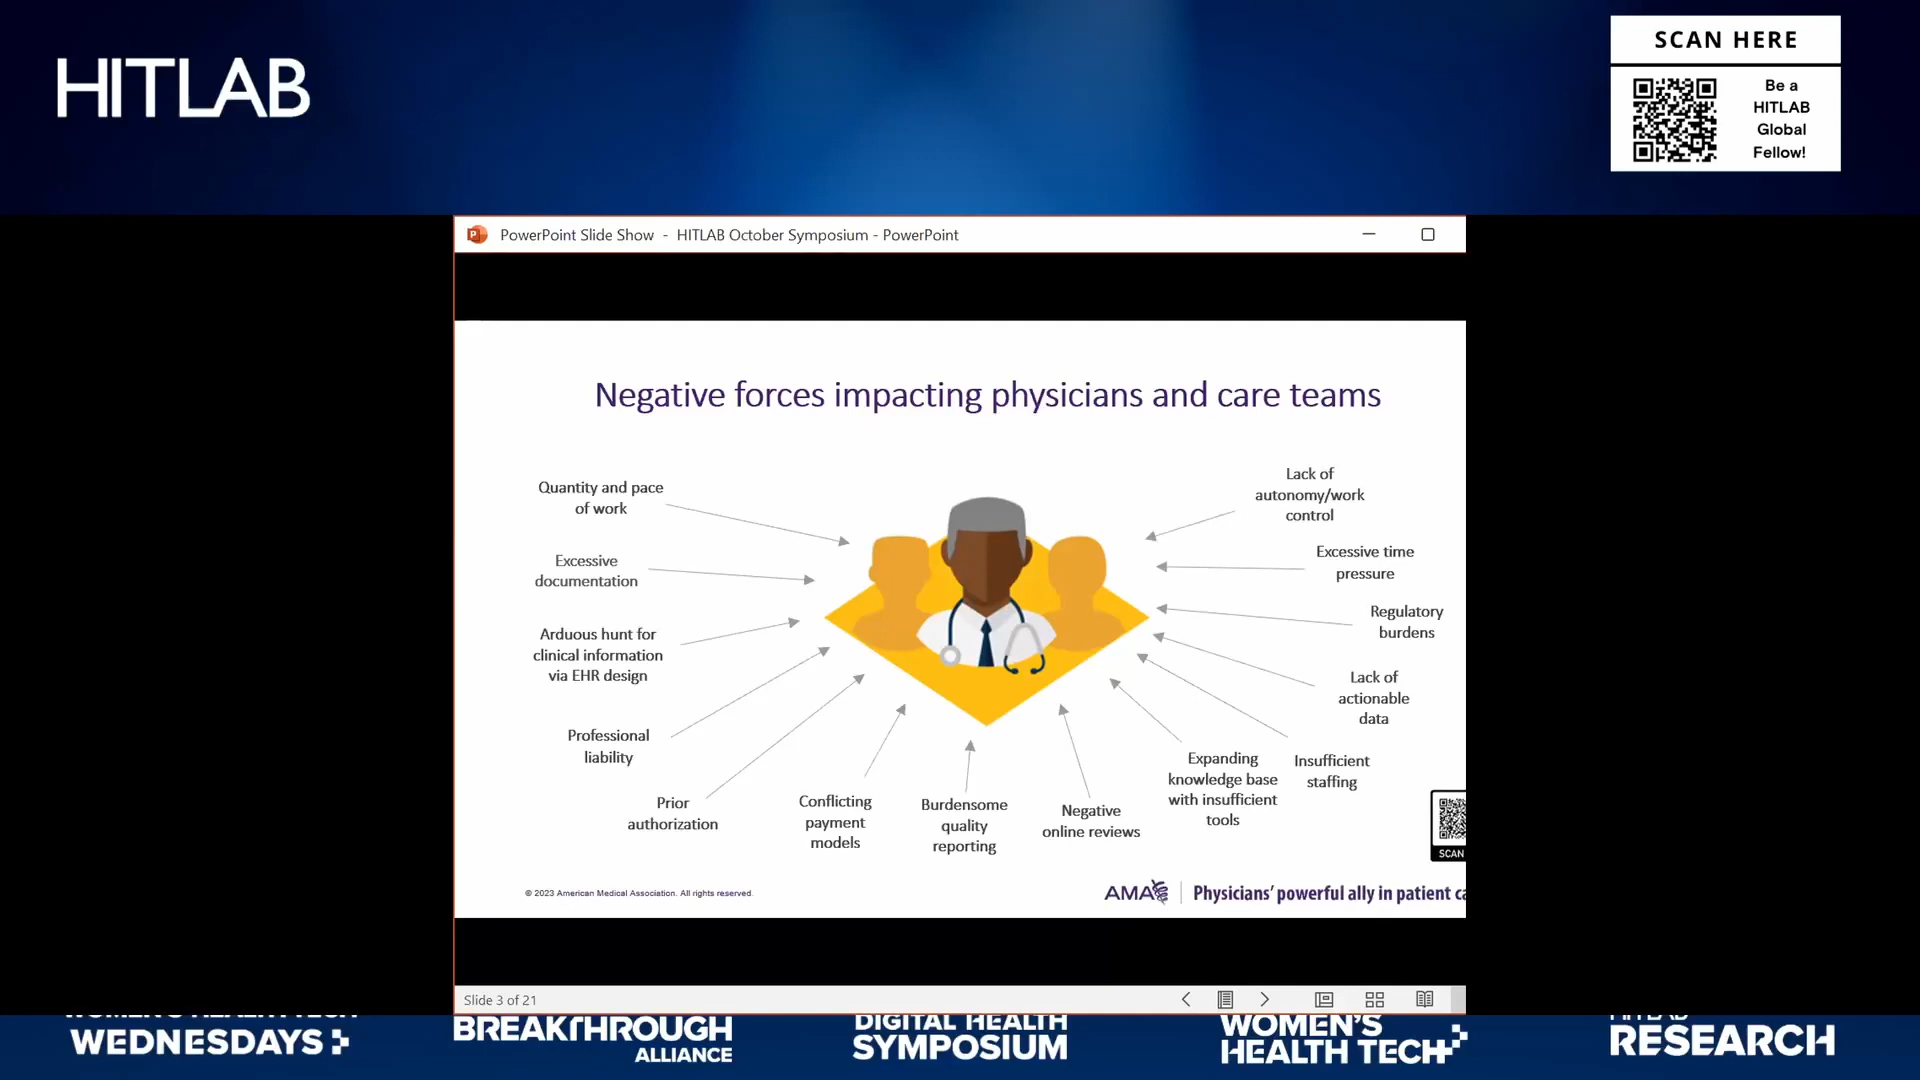 HITLAB
SCAN HERE
Be a
HITLAB
Global
Fellow!
PowerPoint Slide Show - HITLAB October Symposium - PowerPoint
Negative forces impacting physicians and care teams
Quantity and pace
of work
Excessive
documentation
Arduous hunt for
clinical information
via EHR design
Professional
liability
Prior
authorization
Conflicting
payment
models
Burdensome
quality
reporting
Negative
online reviews
Expanding
knowledge base
with insufficient
tools
Insufficient
staffing
Lack of
actionable
data
Regulatory
burdens
Excessive time
pressure
Lack of
autonomy/work
control
SCAN
© 2023 American Medical Association. All rights reserved.
AMA
Physicians' powerful ally in patient ca
Slide 3 of 21
WOMEN'S HEALTH TECH
WEDNESDAYS
BREAKTHROUGH
ALLIANCE
DIGITAL HEALTH
SYMPOSIUM
WOMEN'S
HEALTH TECH
HITLAB
RESEARCH